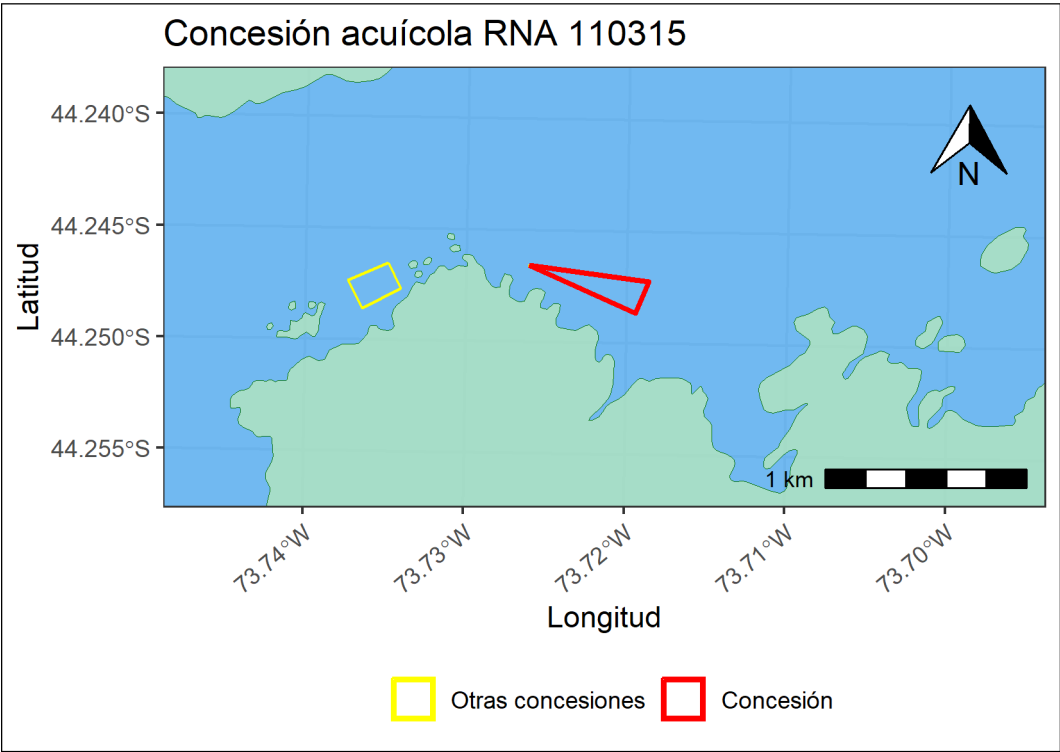 Concesión acuícola RNA 110315
44.240°S
44.245°S
44.250°S
44.255°S
Latitud
N
1 km
73.74°W
73.73°W
73.72°W
73.71°W
73.70°W
Longitud
Otras concesiones
Concesión